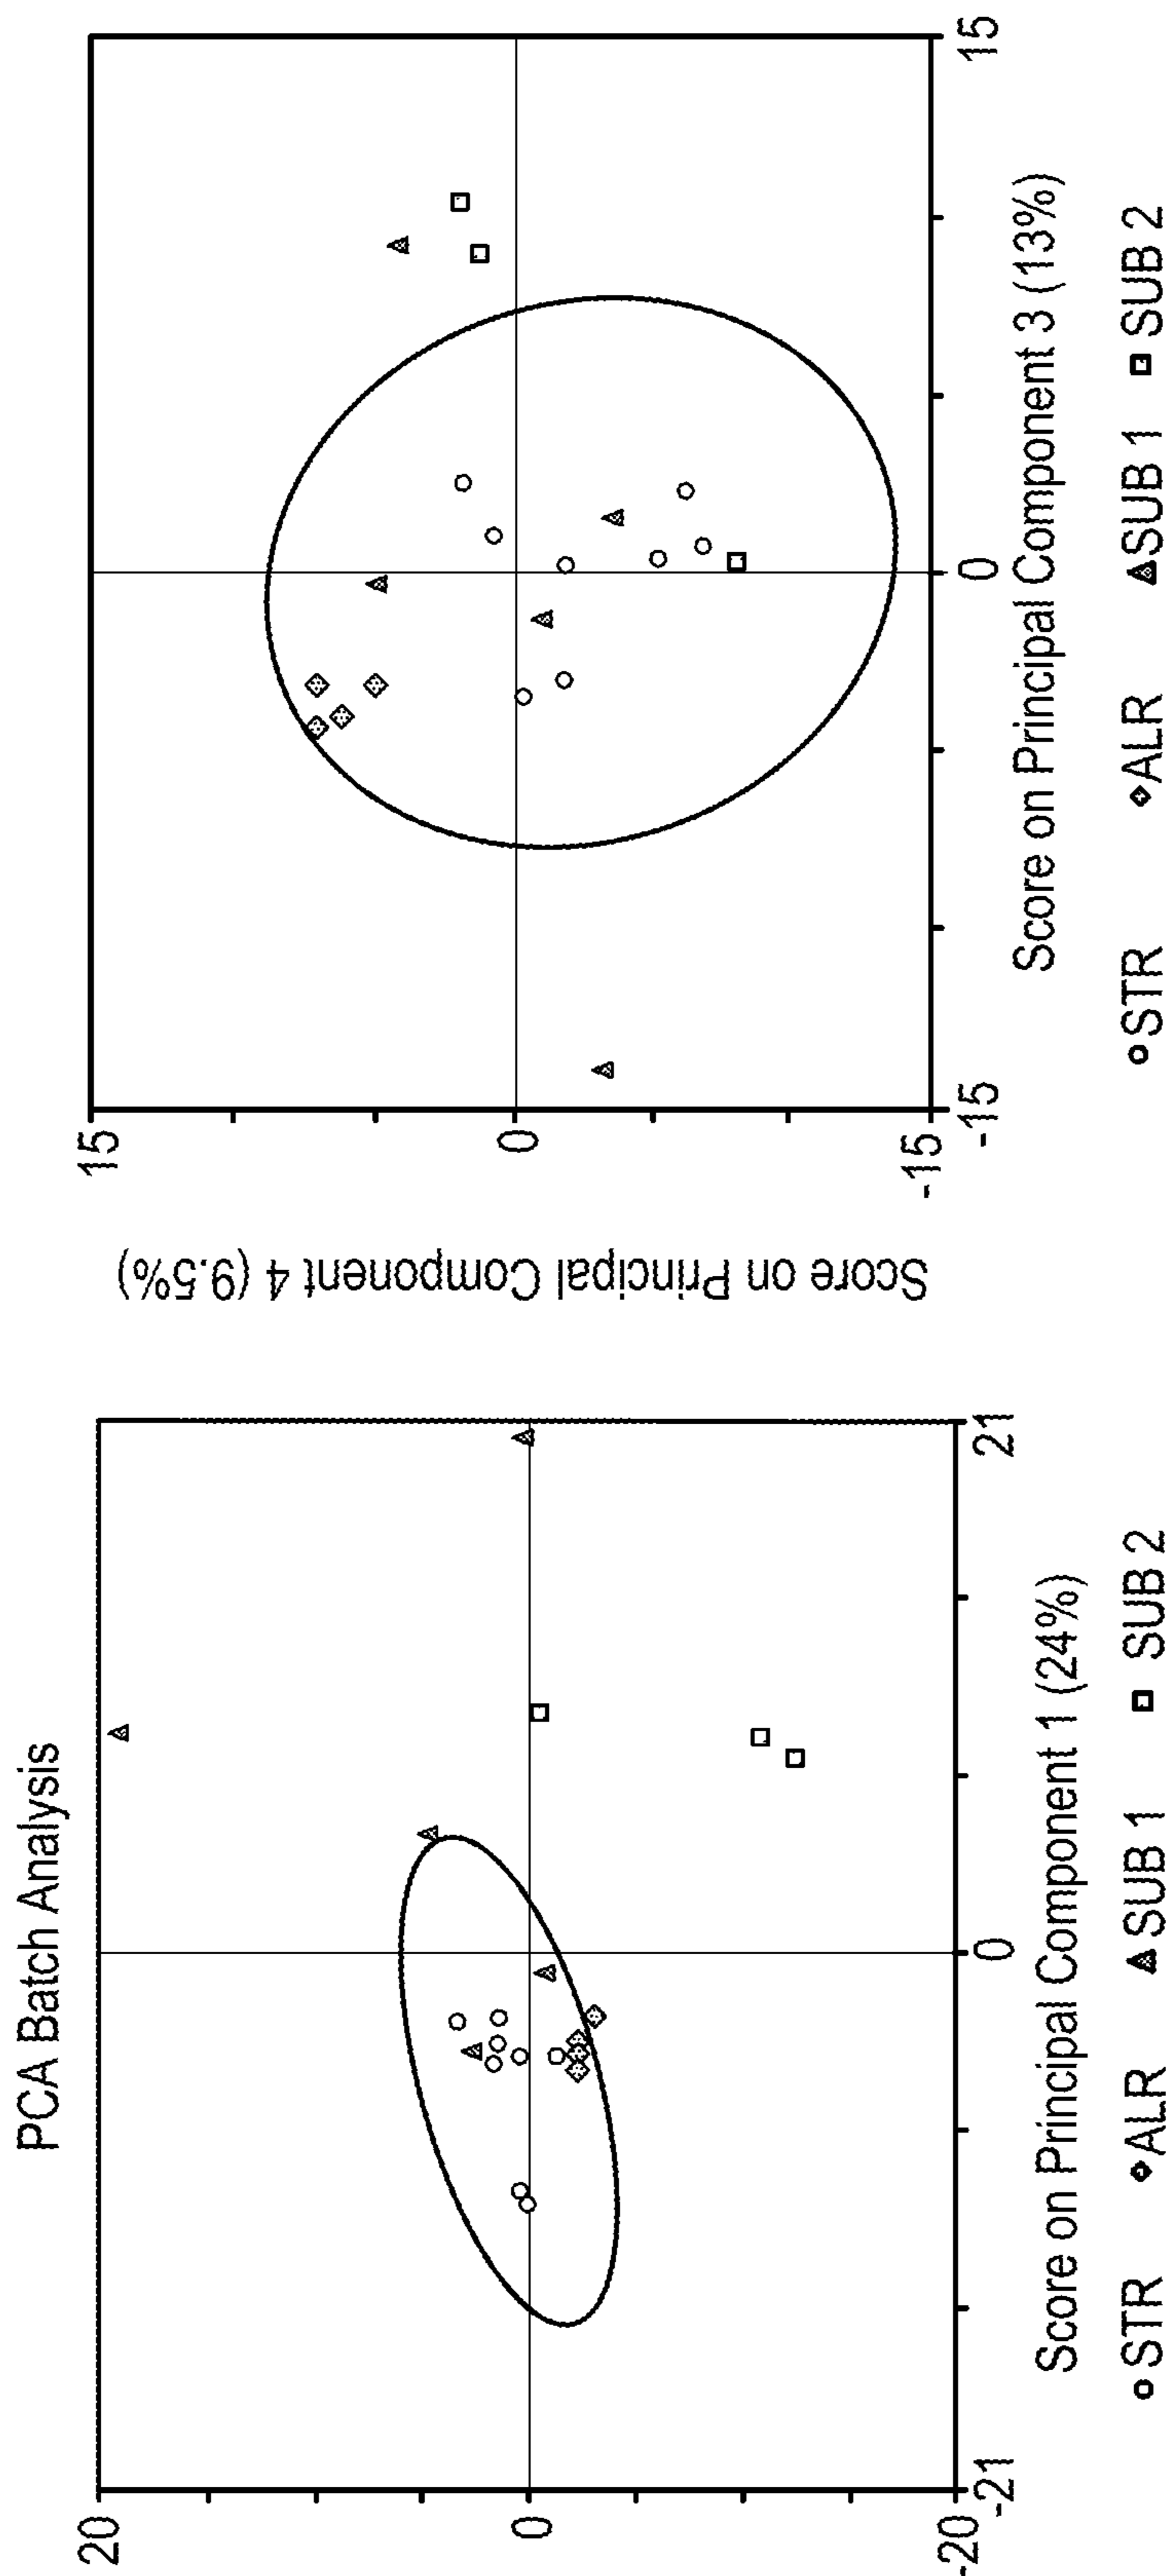 PCA Batch Analysis
20
0
-20
-21
0
21
Score on Principal Component 1 (24%)
STR ALR SUB 1 SUB 2
Score on Principal Component 4 (9.5%)
15
0
-15
-15
0
15
Score on Principal Component 3 (13%)
STR ALR SUB 1 SUB 2